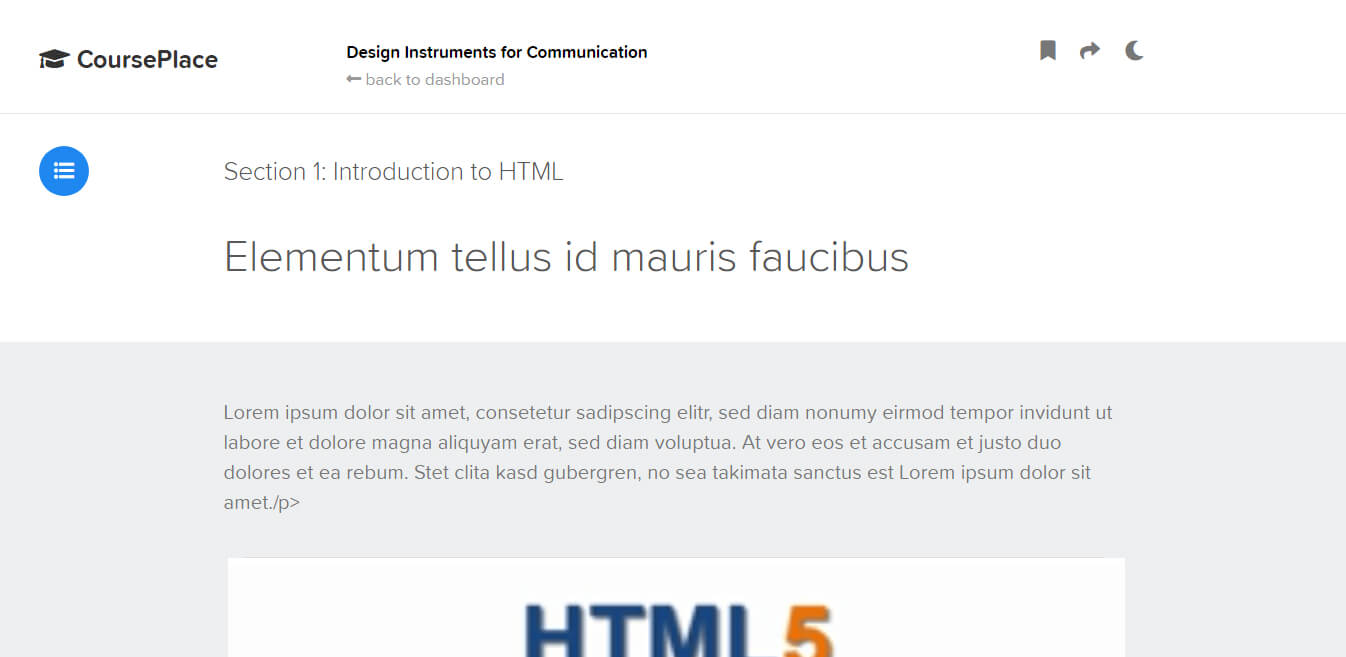 CoursePlace
Design Instruments for Communication
back to dashboard
Section 1: Introduction to HTML
Elementum tellus id mauris faucibus
Lorem ipsum dolor sit amet, consetetur sadipscing elitr, sed diam nonumy eirmod tempor invidunt ut
labore et dolore magna aliquyam erat, sed diam voluptua. At vero eos et accusam et justo duo
dolores et ea rebum. Stet clita kasd gubergren, no sea takimata sanctus est Lorem ipsum dolor sit
amet./p>
HTML5